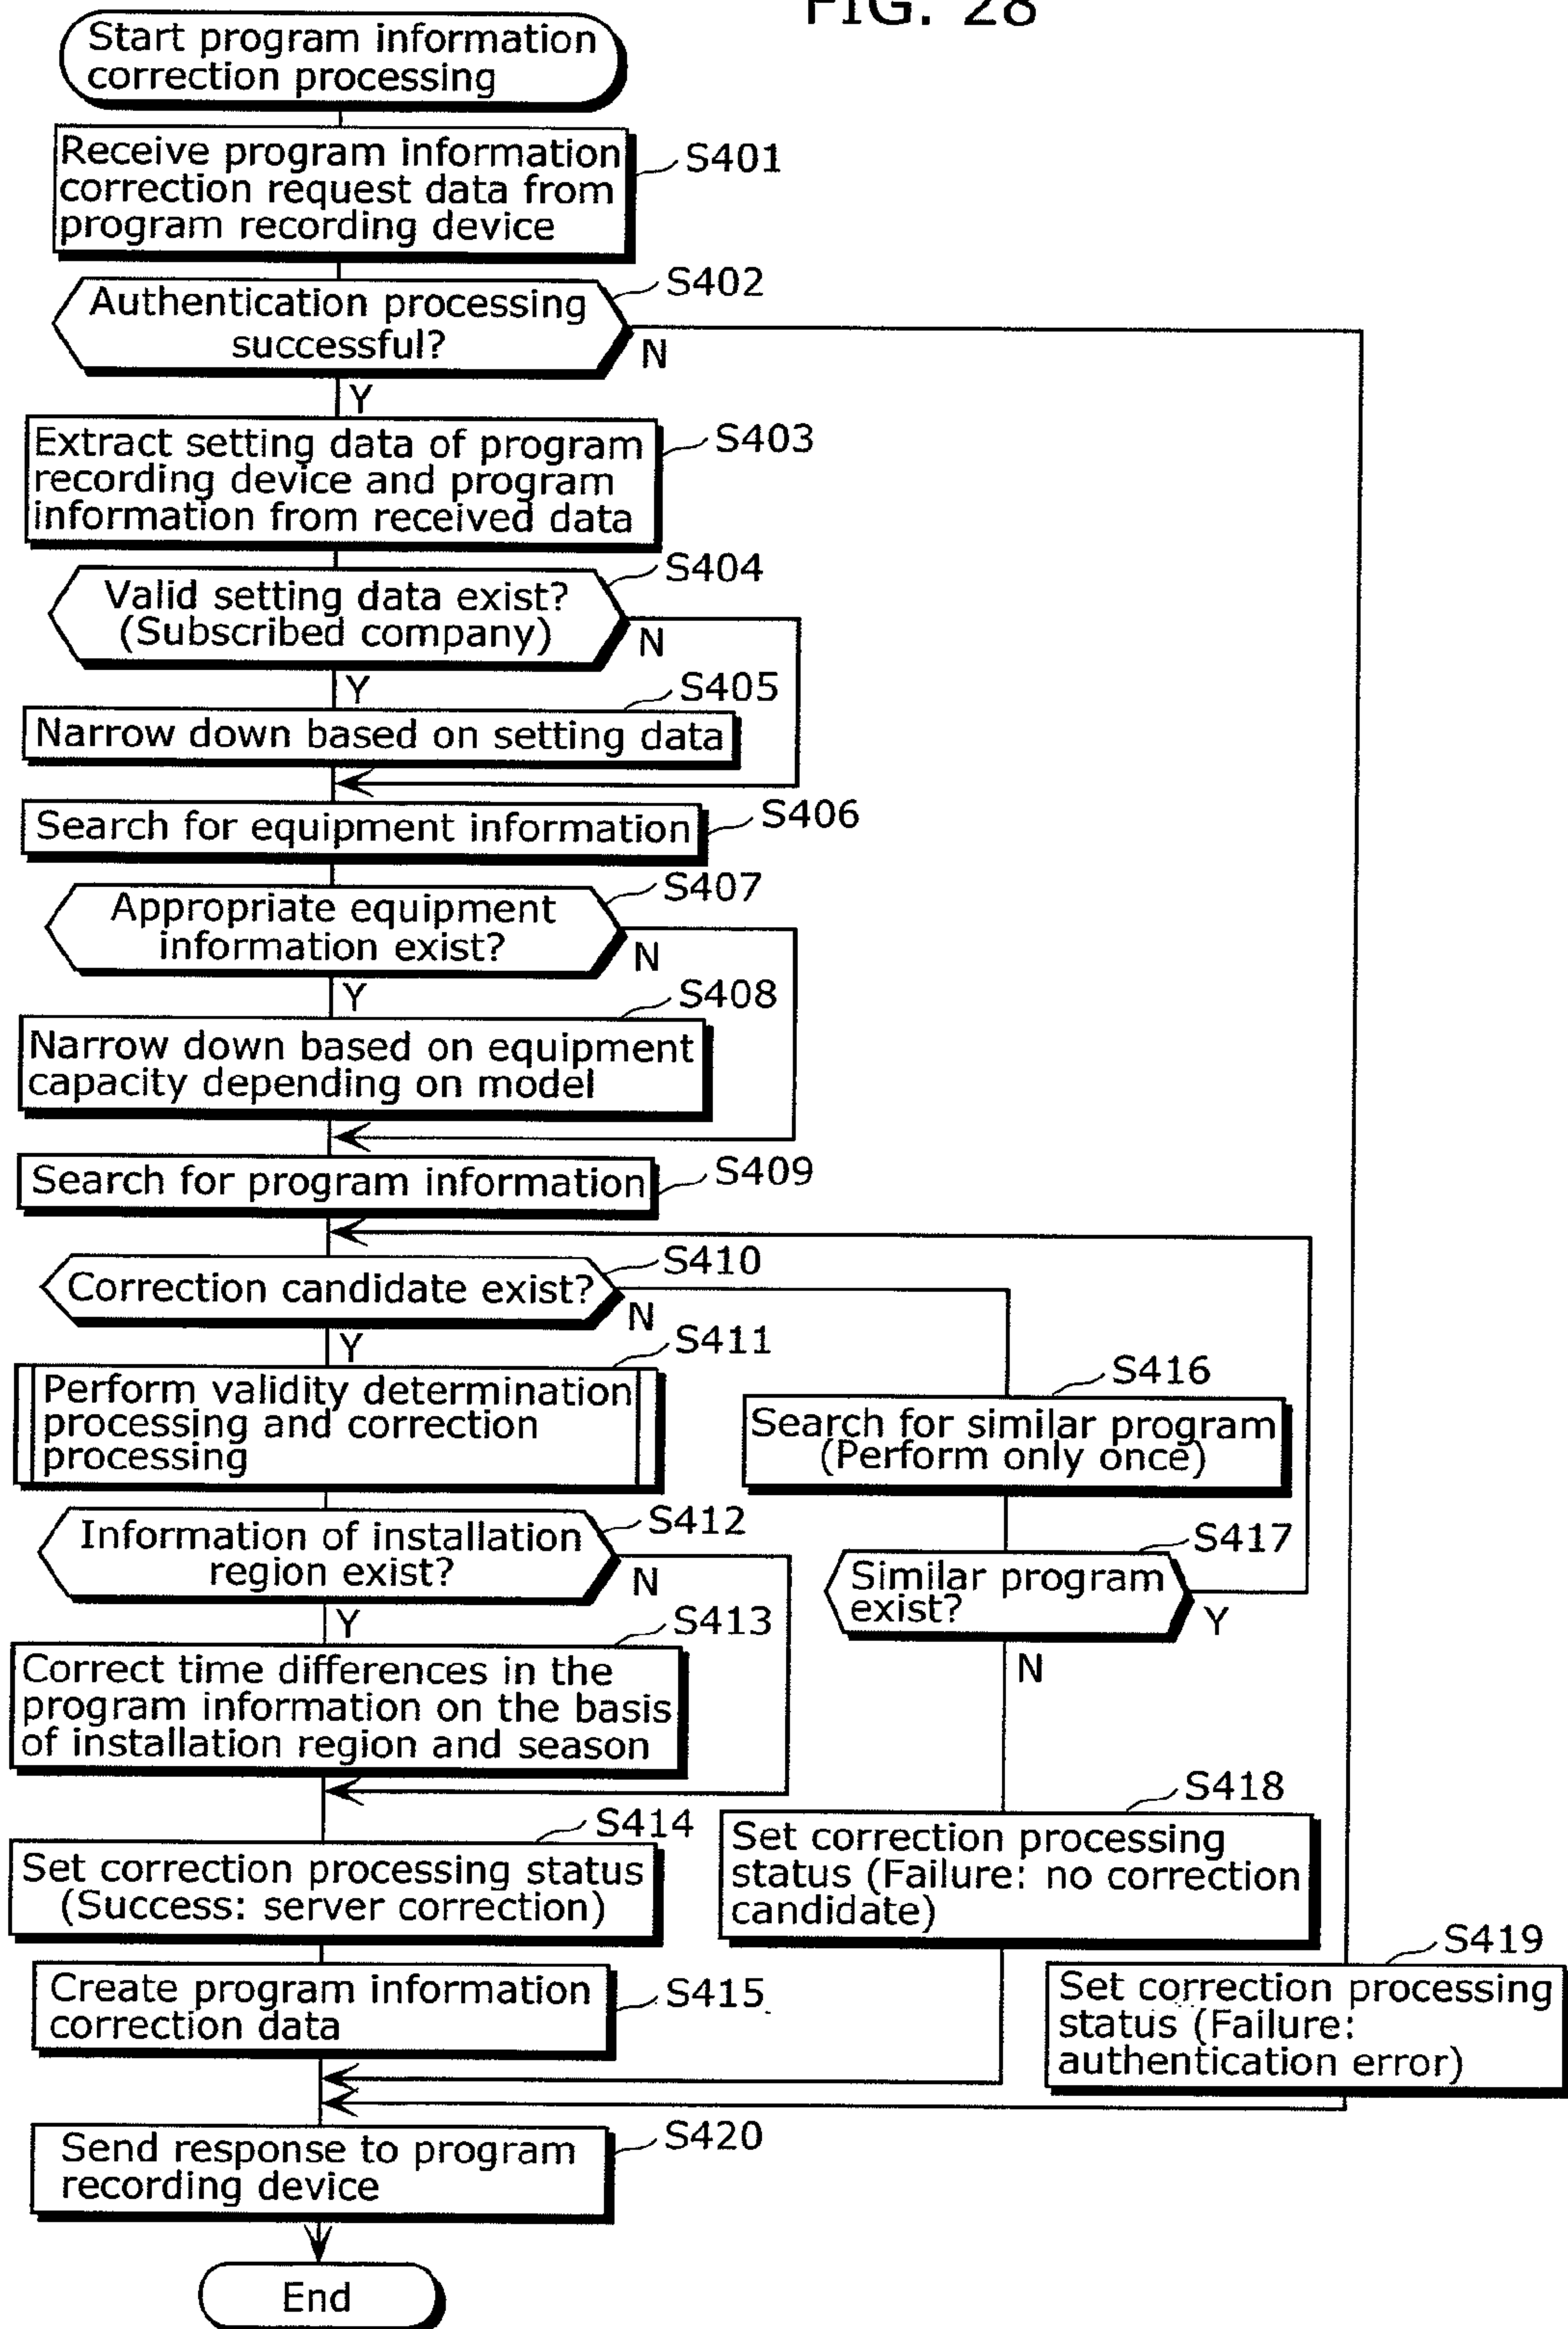 FIG. 28
Start program information
correction processing
Receive program information
correction request data from
program recording device
S401
Authentication processing
successful?
S402
N
Y
Extract setting data of program
recording device and program
information from received data
S403
Valid setting data exist?
(Subscribed company)
S404
N
Y
S405
Narrow down based on setting data
Search for equipment information
S406
Appropriate equipment
information exist?
S407
N
Y
S408
Narrow down based on equipment
capacity depending on model
Search for program information
S409
Correction candidate exist?
S410
N
Y
S411
Perform validity determination
processing and correction
processing
S416
Search for similar program
(Perform only once)
Information of installation
region exist?
S412
N
Y
S417
Similar program
exist?
Y
N
S413
Correct time differences in the
program information on the basis
of installation region and season
S414
Set correction processing status
(Success: server correction)
S418
Set correction processing
status (Failure: no correction
candidate)
Create program information
correction data
S415
S419
Set correction processing
status (Failure:
authentication error)
Send response to program
recording device
S420
End